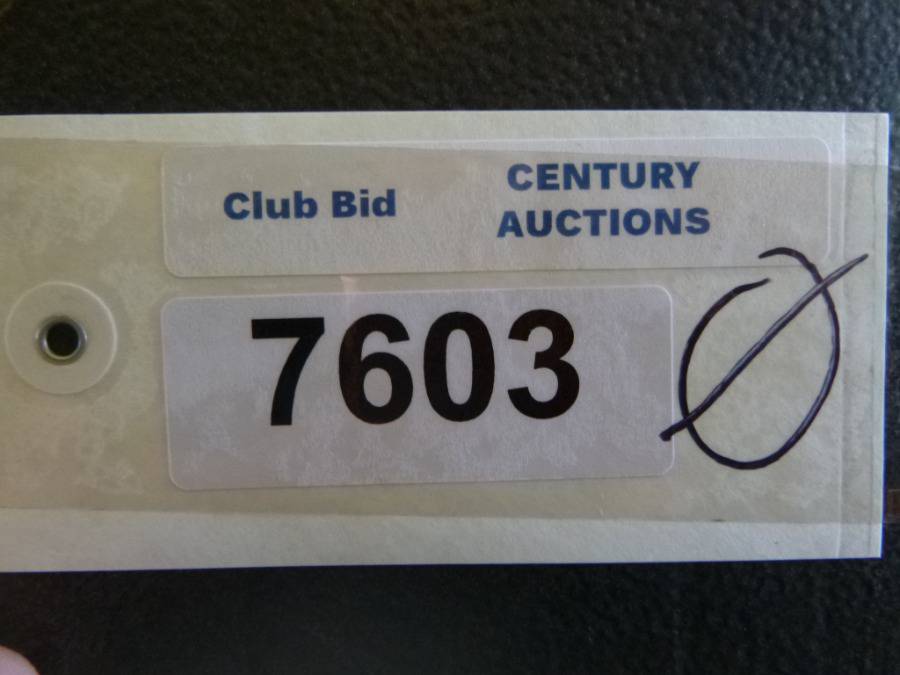 Club Bid
CENTURY
AUCTIONS
7603
Ø